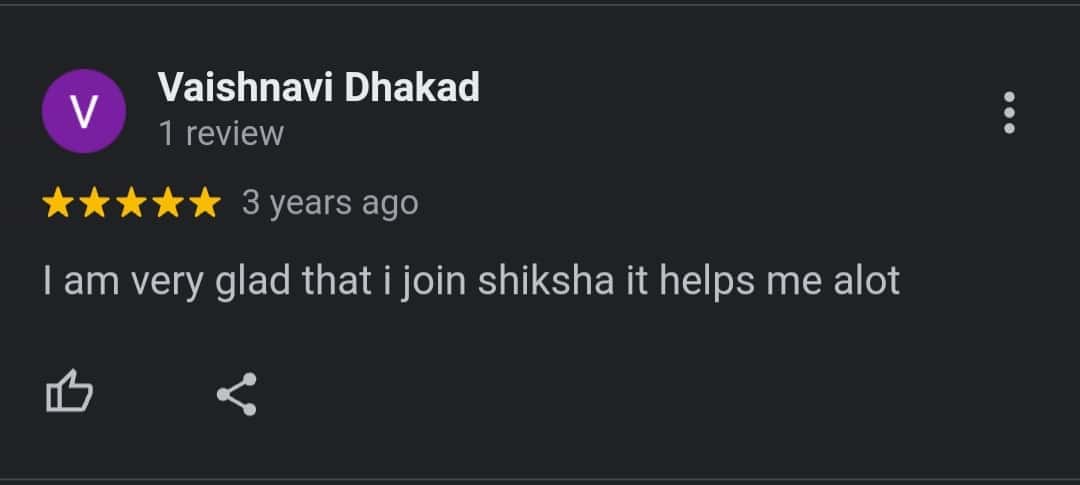 V
Vaishnavi Dhakad
1 review
3 years ago
I am very glad that i join shiksha it helps me alot